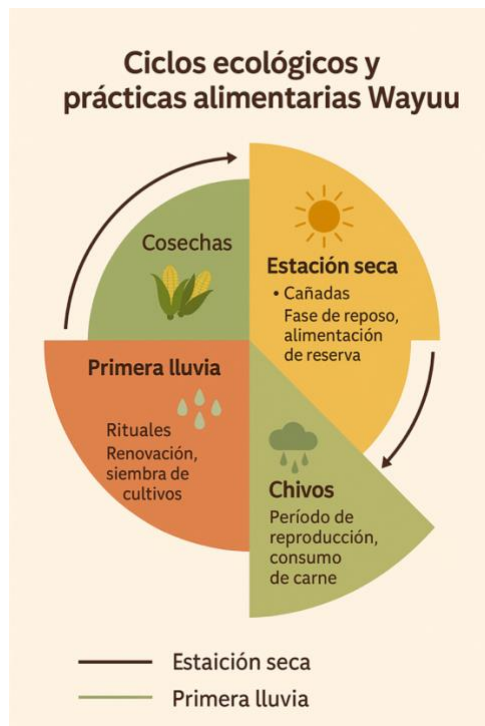 Ciclos ecológicos y
prácticas alimentarias Wayuu
Cosechas
Estación seca
• Cañadas
Fase de reposo,
alimentación
de reserva
Primera lluvia
Rituales
Renovación,
siembra de
cultivos
Chivos
Período de
reproducción,
consumo
de carne
Estaición seca
Primera lluvia